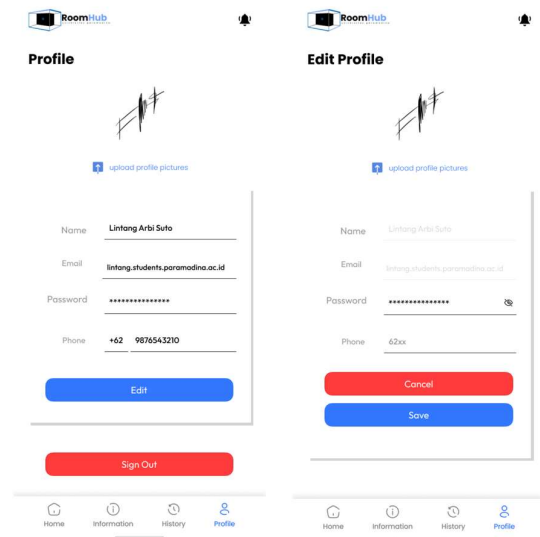 RoomHub
Profile
upload profile pictures
Name Lintang Arbi Suto
Email lintang.students.paramadina.ac.id
Password ***************
Phone +62 9876543210
Edit
Sign Out
Home Information History Profile
RoomHub
Edit Profile
upload profile pictures
Name Lintang Arbi Suto
Email lintang.students.paramadina.ac.id
Password ***************
Phone 62xx
Cancel
Save
Home Information History Profile